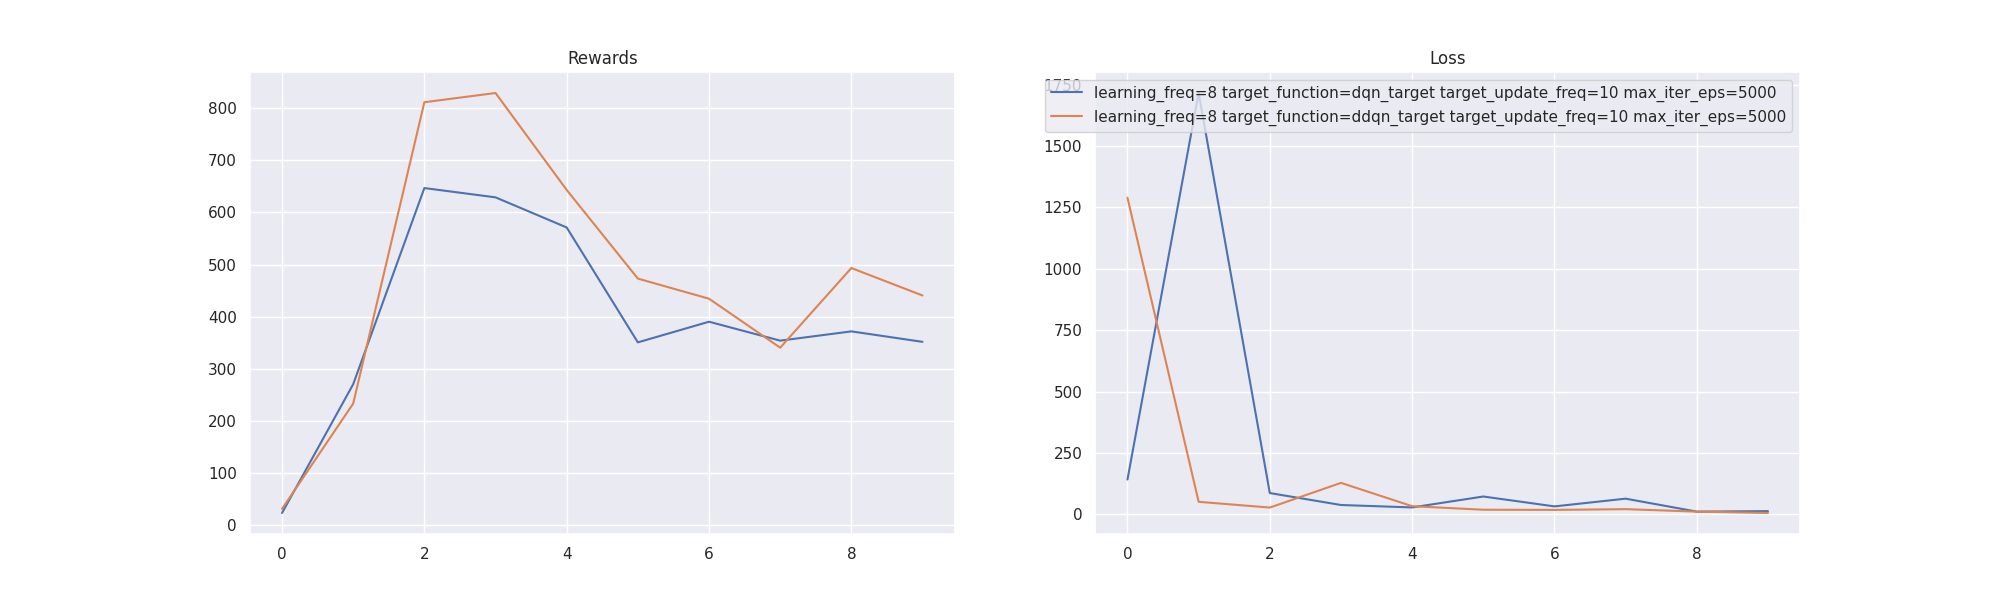 Rewards
800
700
600
500
400
300
200
100
0
0 2 4 6 8
Loss
1750
learning_freq=8 target_function=dqn_target target_update_freq=10 max_iter_eps=5000
learning_freq=8 target_function=ddqn_target target_update_freq=10 max_iter_eps=5000
1500
1250
1000
750
500
250
0
0 2 4 6 8